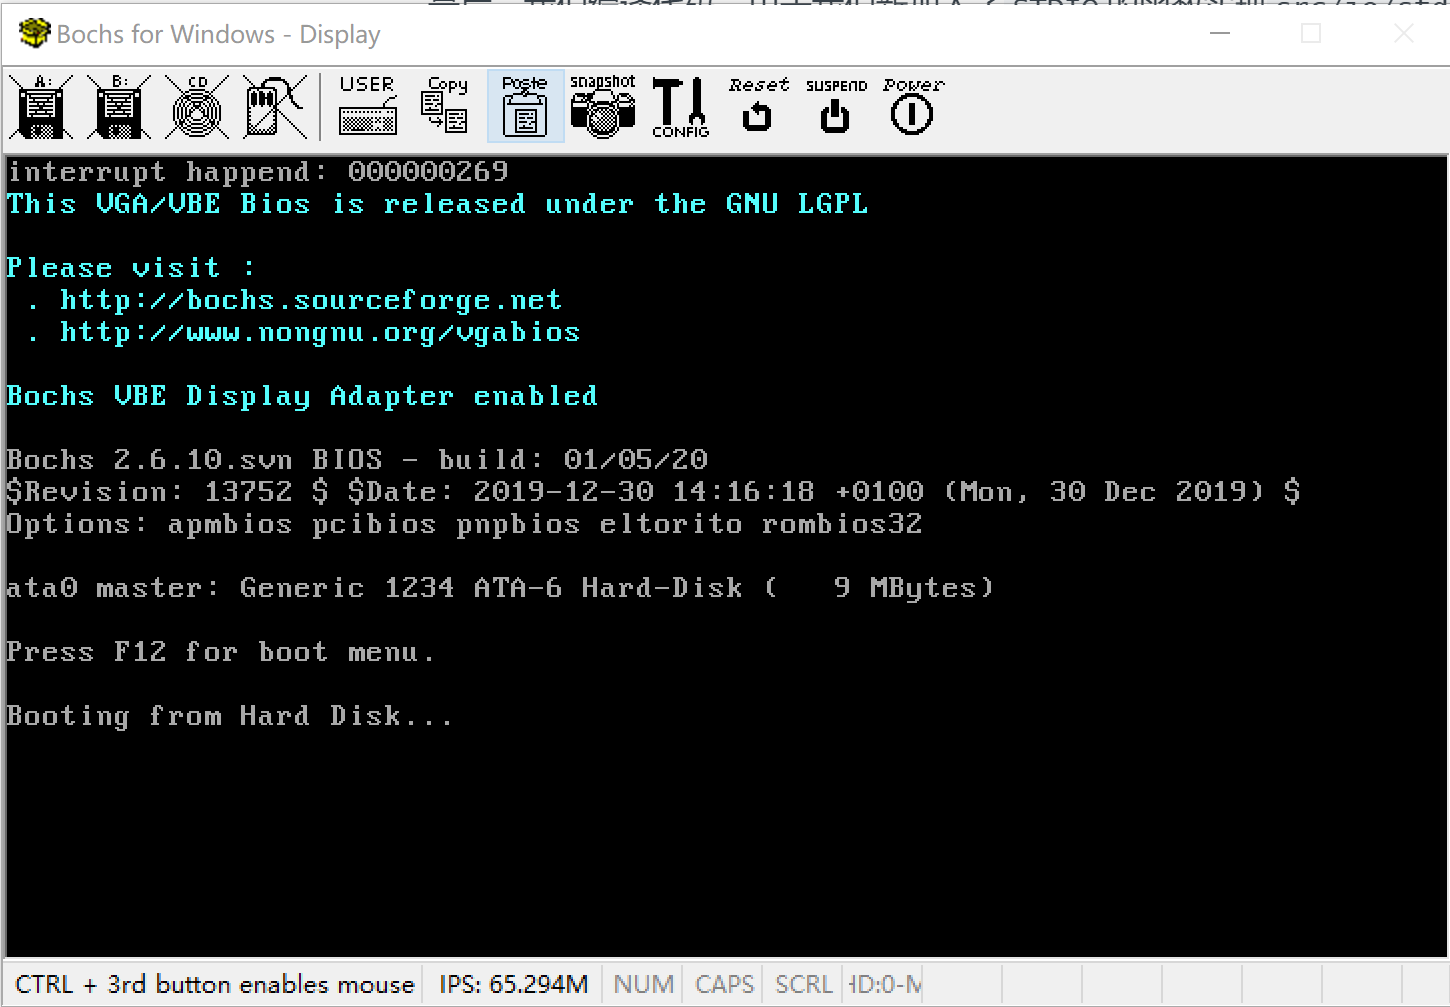 Bochs for Windows - Display
A: B: CD USER Copy Paste snapshot CONFIG Reset SUSPEND Power
interrupt happend: 000000269
This VGA/VBE Bios is released under the GNU LGPL
Please visit :
. http://bochs.sourceforge.net
. http://www.nongnu.org/vgabios
Bochs VBE Display Adapter enabled
Bochs 2.6.10.svn BIOS - build: 01/05/20
$Revision: 13752 $ $Date: 2019-12-30 14:16:18 +0100 (Mon, 30 Dec 2019) $
Options: apmbios pcibios pnpbios eltorito rombios32
ata0 master: Generic 1234 ATA-6 Hard-Disk (   9 MBytes)
Press F12 for boot menu.
Booting from Hard Disk...
CTRL + 3rd button enables mouse IPS: 65.294M NUM CAPS SCRL HD:0-M